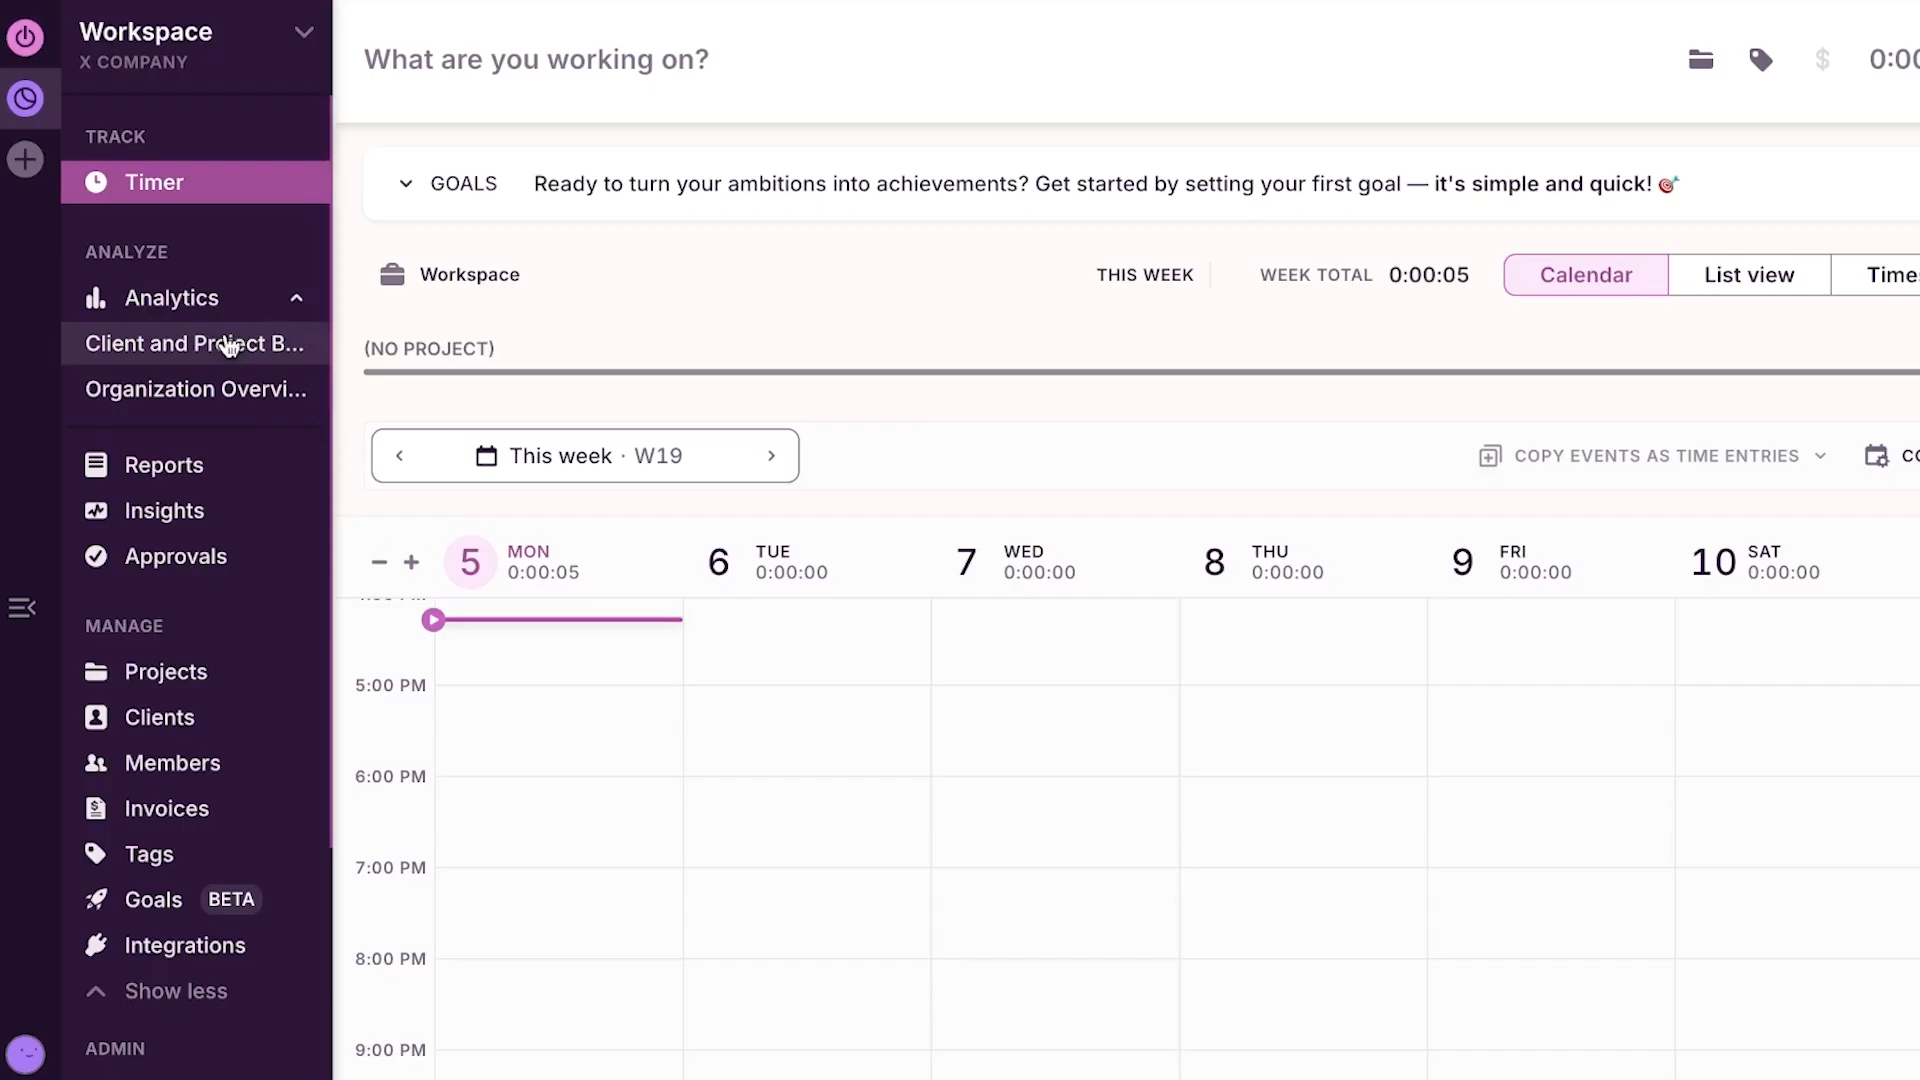 Workspace
X COMPANY
TRACK
Timer
ANALYZE
Analytics
Client and Project B...
Organization Overvi...
Reports
Insights
Approvals
MANAGE
Projects
Clients
Members
Invoices
Tags
Goals BETA
Integrations
Show less
ADMIN
What are you working on?
$ 0:00
GOALS Ready to turn your ambitions into achievements? Get started by setting your first goal — it's simple and quick! 🎯
Workspace THIS WEEK WEEK TOTAL 0:00:05 Calendar List view Time
(NO PROJECT)
This week · W19 COPY EVENTS AS TIME ENTRIES CO
5 MON 0:00:05
6 TUE 0:00:00
7 WED 0:00:00
8 THU 0:00:00
9 FRI 0:00:00
10 SAT 0:00:00
5:00 PM
6:00 PM
7:00 PM
8:00 PM
9:00 PM